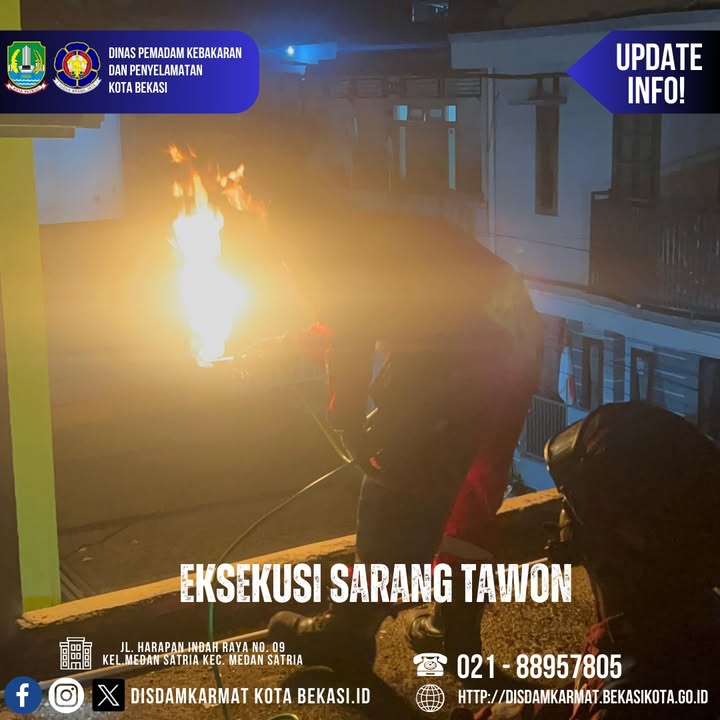 DINAS PEMADAM KEBAKARAN
DAN PENYELAMATAN
KOTA BEKASI
UPDATE
INFO!
EKSEKUSI SARANG TAWON
JL. HARAPAN INDAH RAYA NO. 09
KEL.MEDAN SATRIA KEC. MEDAN SATRIA
021 - 88957805
DISDAMKARMAT KOTA BEKASI.ID
HTTP://DISDAMKARMAT.BEKASIKOTA.GO.ID